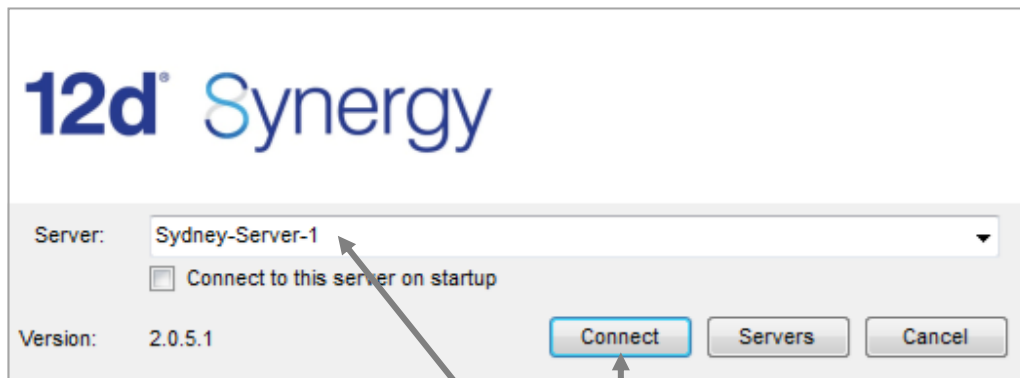 12d® Synergy
Server: Sydney-Server-1
Connect to this server on startup
Version: 2.0.5.1 Connect Servers Cancel